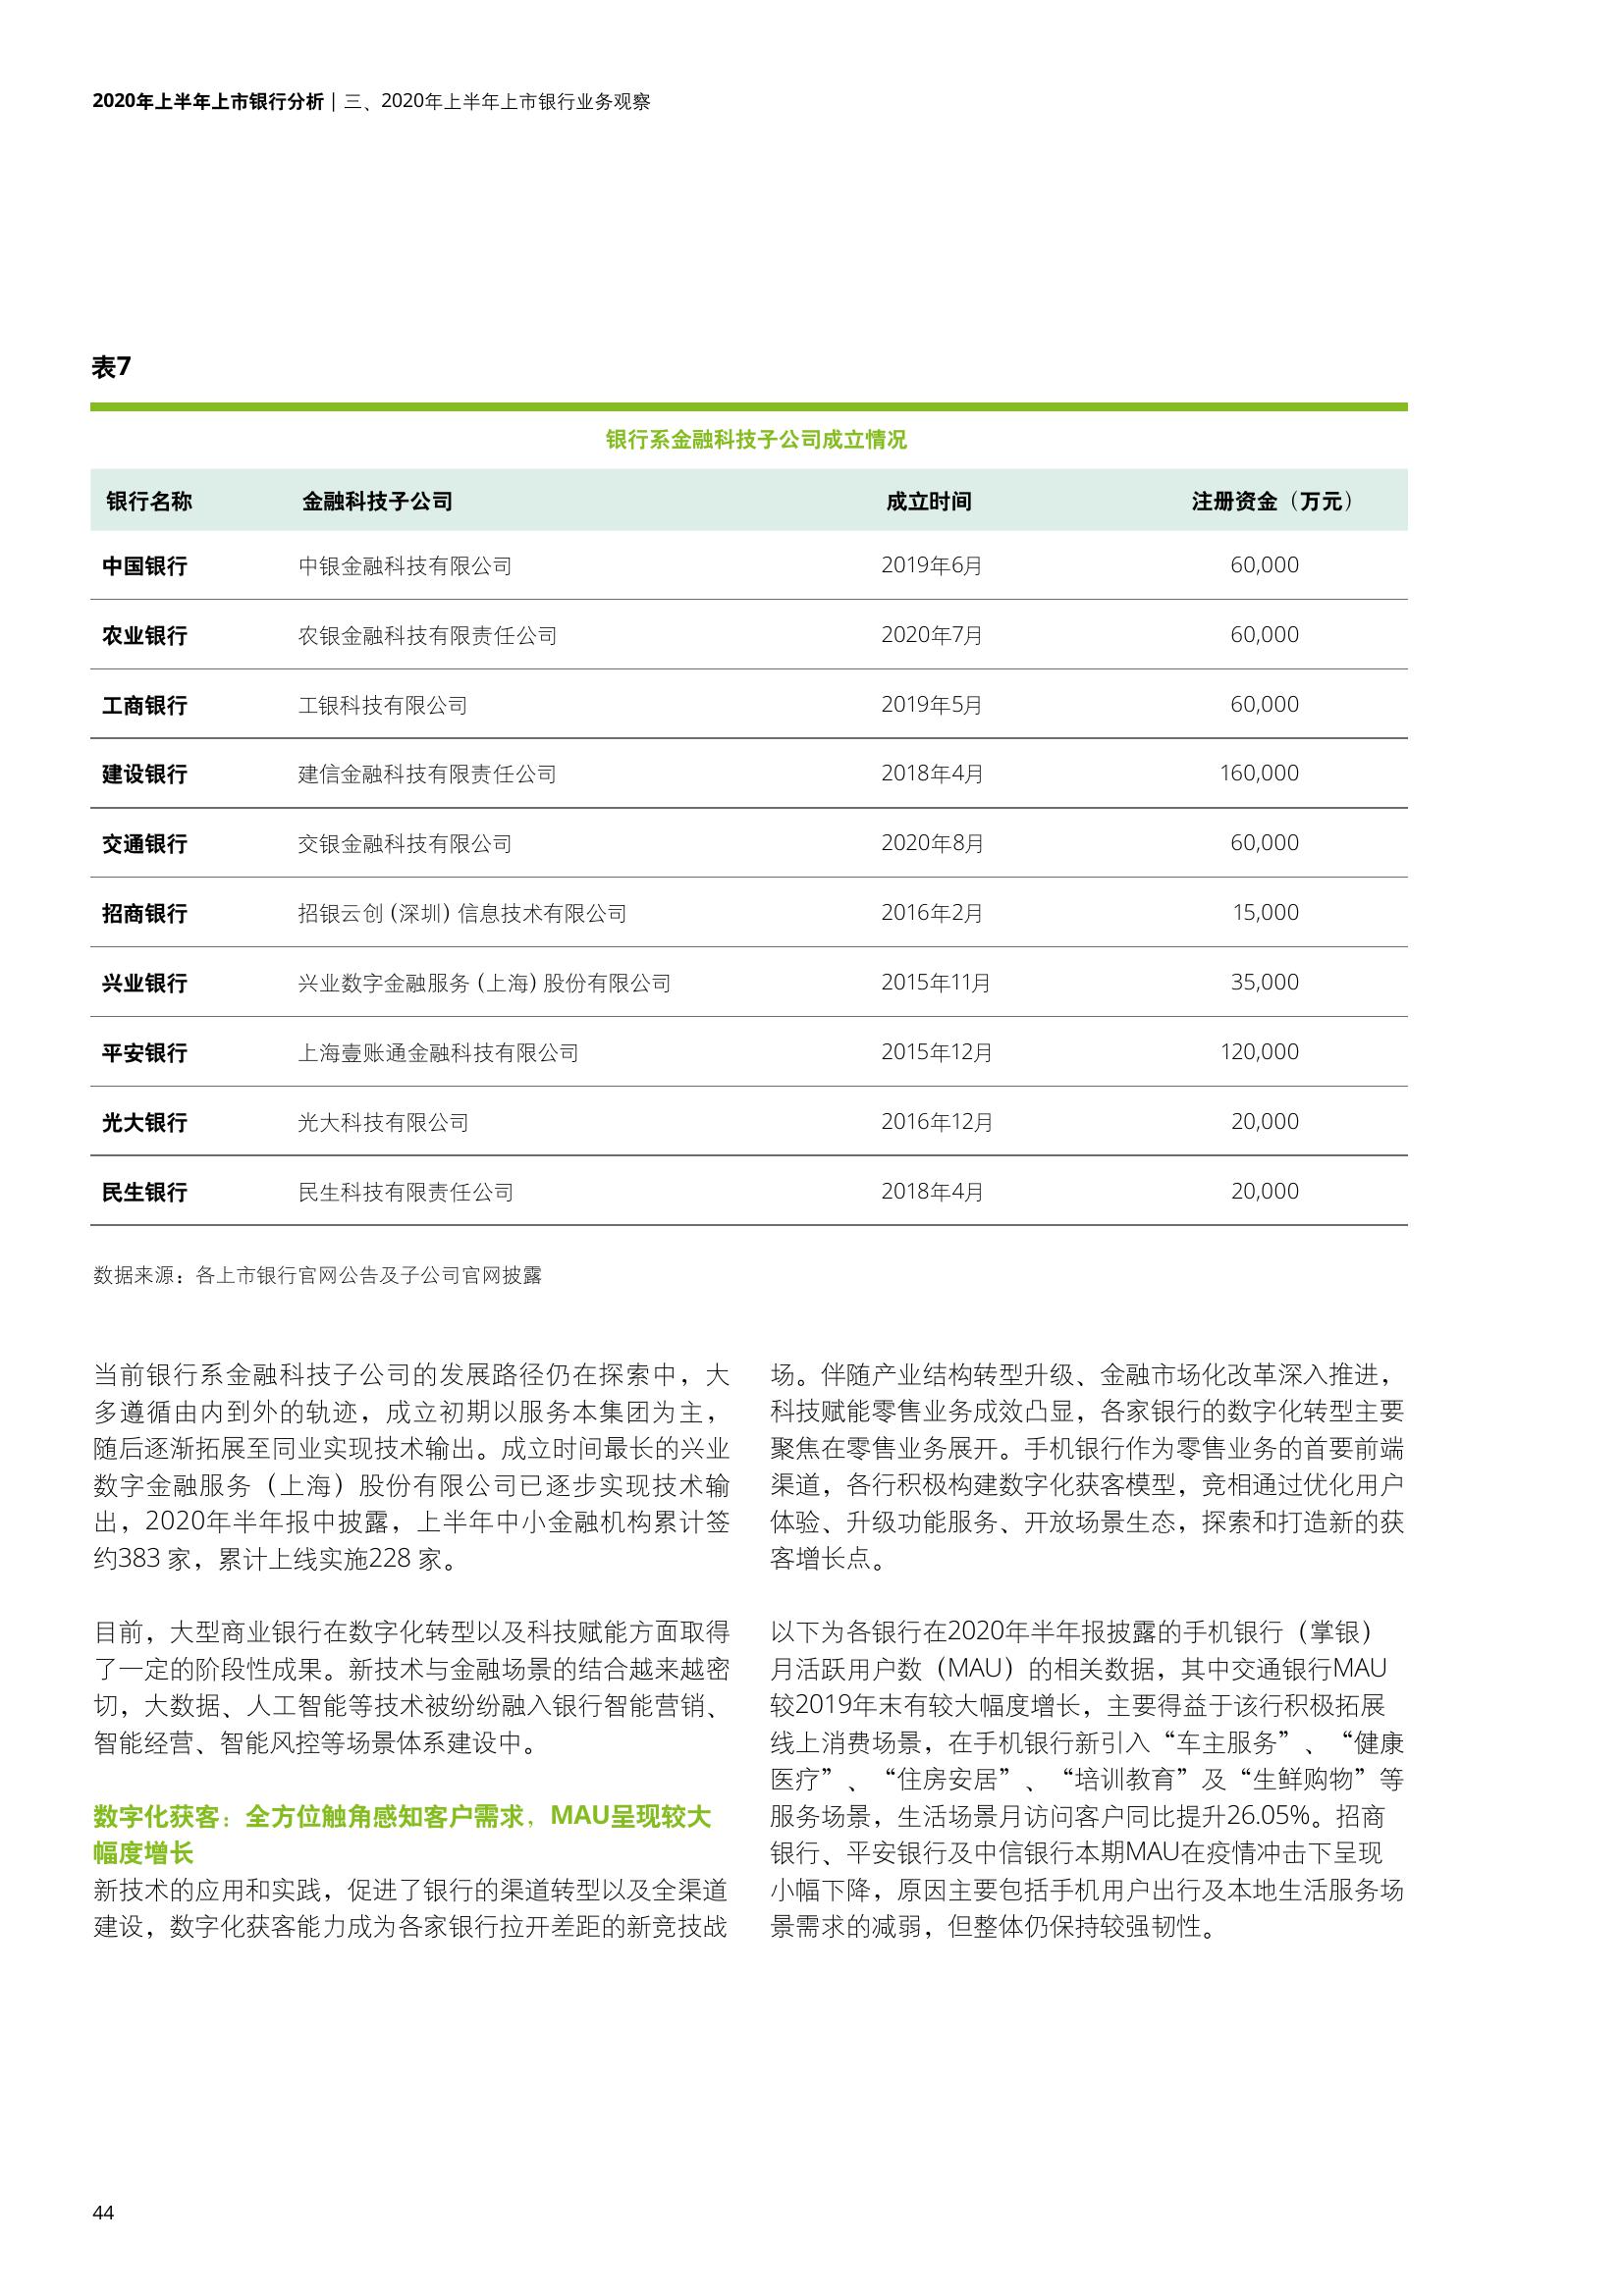 2020年上半年上市银行分析 | 三、2020年上半年上市银行业务观察
表7
银行系金融科技子公司成立情况
银行名称 金融科技子公司 成立时间 注册资金（万元）
中国银行 中银金融科技有限公司 2019年6月 60,000
农业银行 农银金融科技有限责任公司 2020年7月 60,000
工商银行 工银科技有限公司 2019年5月 60,000
建设银行 建信金融科技有限责任公司 2018年4月 160,000
交通银行 交银金融科技有限公司 2020年8月 60,000
招商银行 招银云创 (深圳) 信息技术有限公司 2016年2月 15,000
兴业银行 兴业数字金融服务 (上海) 股份有限公司 2015年11月 35,000
平安银行 上海壹账通金融科技有限公司 2015年12月 120,000
光大银行 光大科技有限公司 2016年12月 20,000
民生银行 民生科技有限责任公司 2018年4月 20,000
数据来源：各上市银行官网公告及子公司官网披露
当前银行系金融科技子公司的发展路径仍在探索中，大
多遵循由内到外的轨迹，成立初期以服务本集团为主，
随后逐渐拓展至同业实现技术输出。成立时间最长的兴业
数字金融服务（上海）股份有限公司已逐步实现技术输
出，2020年半年报中披露，上半年中小金融机构累计签
约383 家，累计上线实施228 家。
目前，大型商业银行在数字化转型以及科技赋能方面取得
了一定的阶段性成果。新技术与金融场景的结合越来越密
切，大数据、人工智能等技术被纷纷融入银行智能营销、
智能经营、智能风控等场景体系建设中。
数字化获客：全方位触角感知客户需求，MAU呈现较大
幅度增长
新技术的应用和实践，促进了银行的渠道转型以及全渠道
建设，数字化获客能力成为各家银行拉开差距的新竞技战
场。伴随产业结构转型升级、金融市场化改革深入推进，
科技赋能零售业务成效凸显，各家银行的数字化转型主要
聚焦在零售业务展开。手机银行作为零售业务的首要前端
渠道，各行积极构建数字化获客模型，竞相通过优化用户
体验、升级功能服务、开放场景生态，探索和打造新的获
客增长点。
以下为各银行在2020年半年报披露的手机银行（掌银）
月活跃用户数（MAU）的相关数据，其中交通银行MAU
较2019年末有较大幅度增长，主要得益于该行积极拓展
线上消费场景，在手机银行新引入“车主服务”、“健康
医疗”、“住房安居”、“培训教育”及“生鲜购物”等
服务场景，生活场景月访问客户同比提升26.05%。招商
银行、平安银行及中信银行本期MAU在疫情冲击下呈现
小幅下降，原因主要包括手机用户出行及本地生活服务场
景需求的减弱，但整体仍保持较强韧性。
44